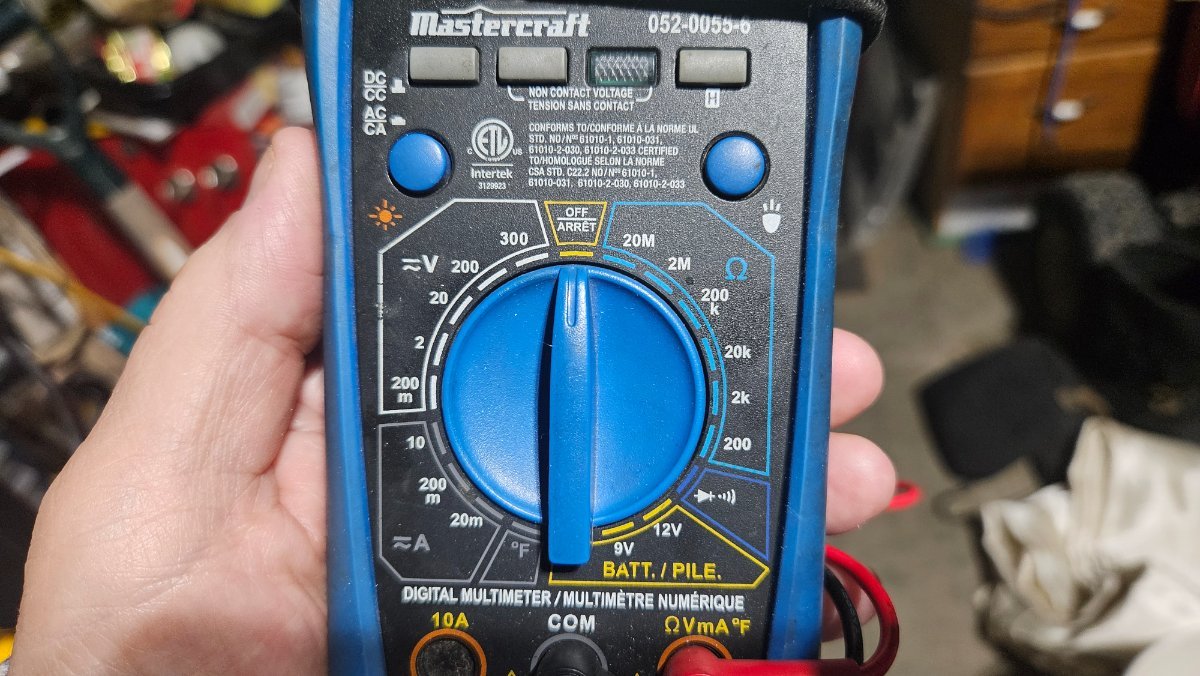 Mastercraft 052-0055-6
DC
CC
AC
CA
NON CONTACT VOLTAGE
TENSION SANS CONTACT
H
ETL
C US
Intertek
3129923
CONFORMS TO/CONFORME À LA NORME UL
STD. NO/Nos 61010-1, 61010-031,
61010-2-030, 61010-2-033 CERTIFIED
TO/HOMOLOGUÉ SELON LA NORME
CSA STD. C22.2 NO/Nos 61010-1,
61010-031, 61010-2-030, 61010-2-033
OFF
ARRÊT
V
300
200
20
2
200
m
20M
2M
Ω
200
k
20k
2k
200
10
200
m
20m
A
°F
9V
12V
BATT. / PILE.
DIGITAL MULTIMETER / MULTIMÈTRE NUMÉRIQUE
10A COM ΩVmA°F